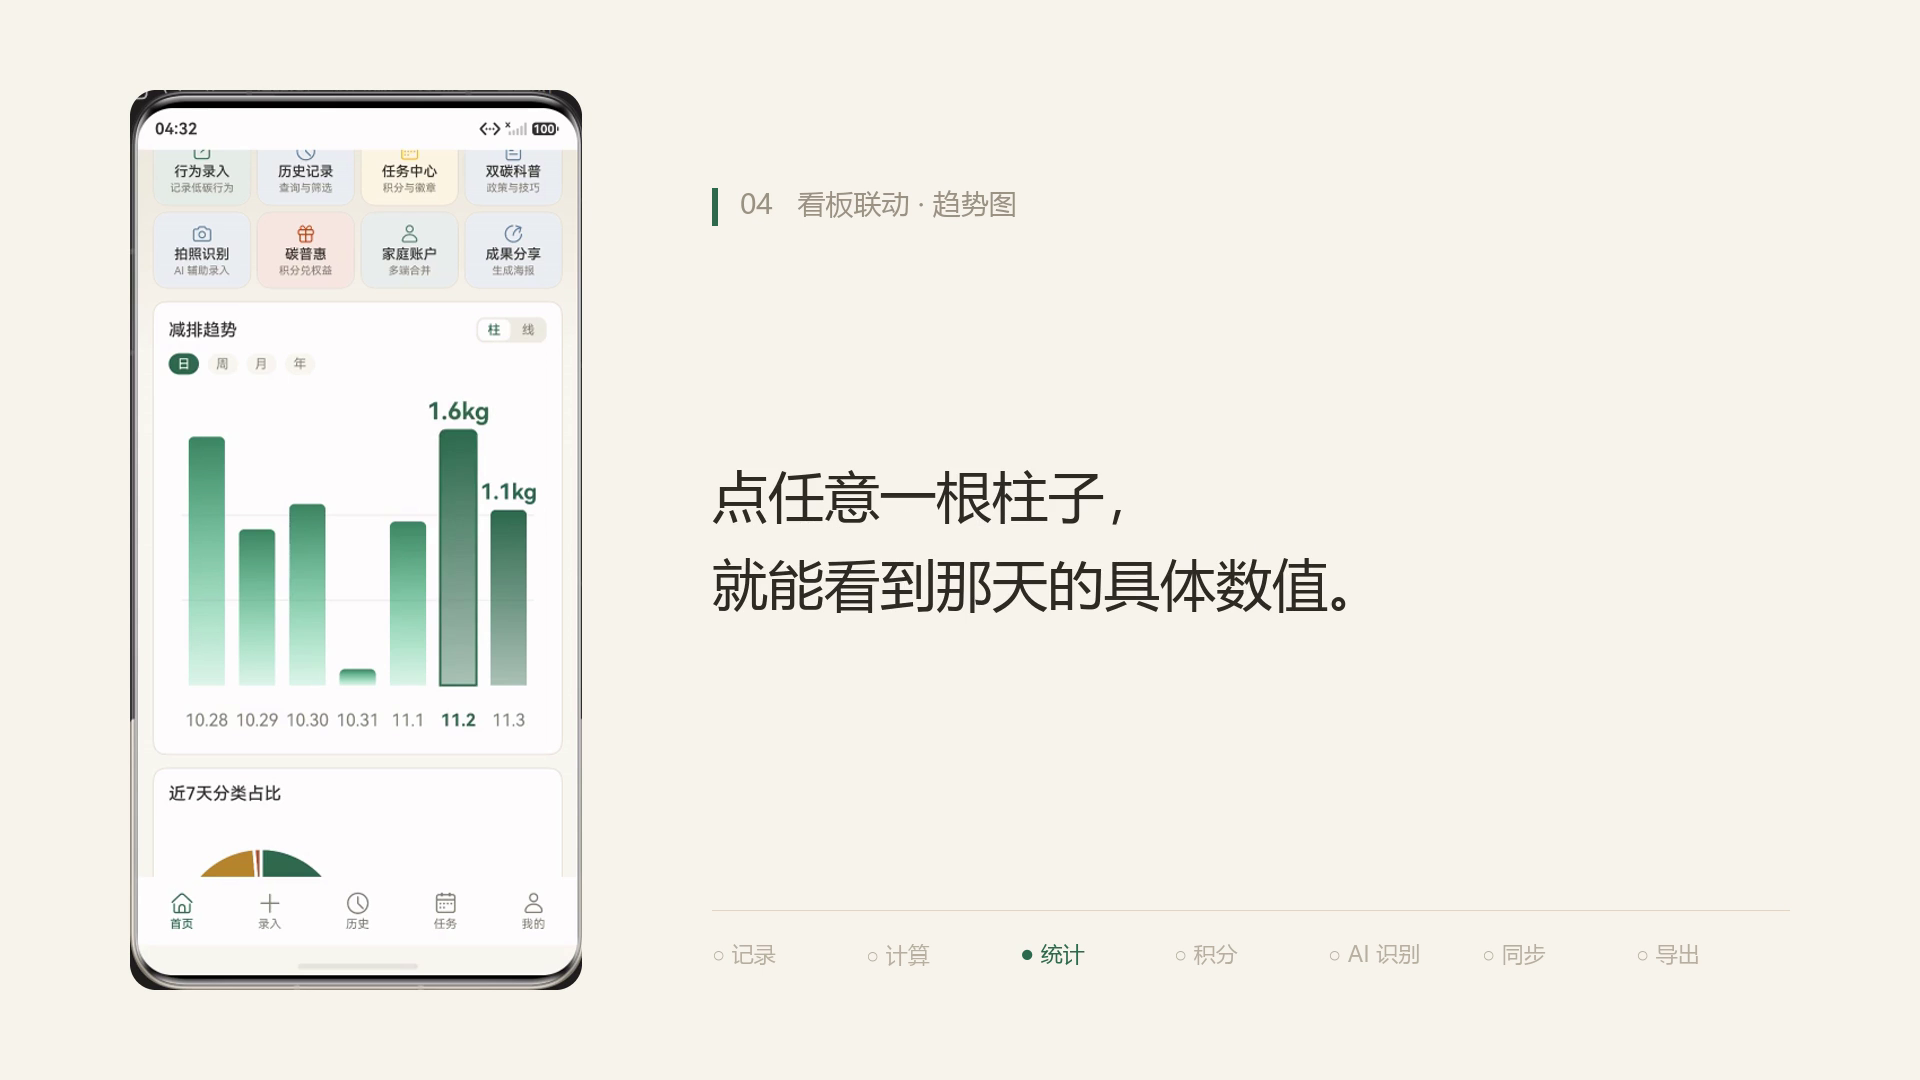 04:32
100
行为录入 历史记录 任务中心 双碳科普
记录低碳行为 查询与筛选 积分与徽章 政策与技巧
拍照识别 碳普惠 家庭账户 成果分享
AI 辅助录入 积分兑权益 多端合并 生成海报
减排趋势 柱 线
日 周 月 年
1.6kg
1.1kg
10.28 10.29 10.30 10.31 11.1 11.2 11.3
近7天分类占比
首页 录入 历史 任务 我的
04 看板联动 · 趋势图
点任意一根柱子，
就能看到那天的具体数值。
记录 计算 统计 积分 AI 识别 同步 导出